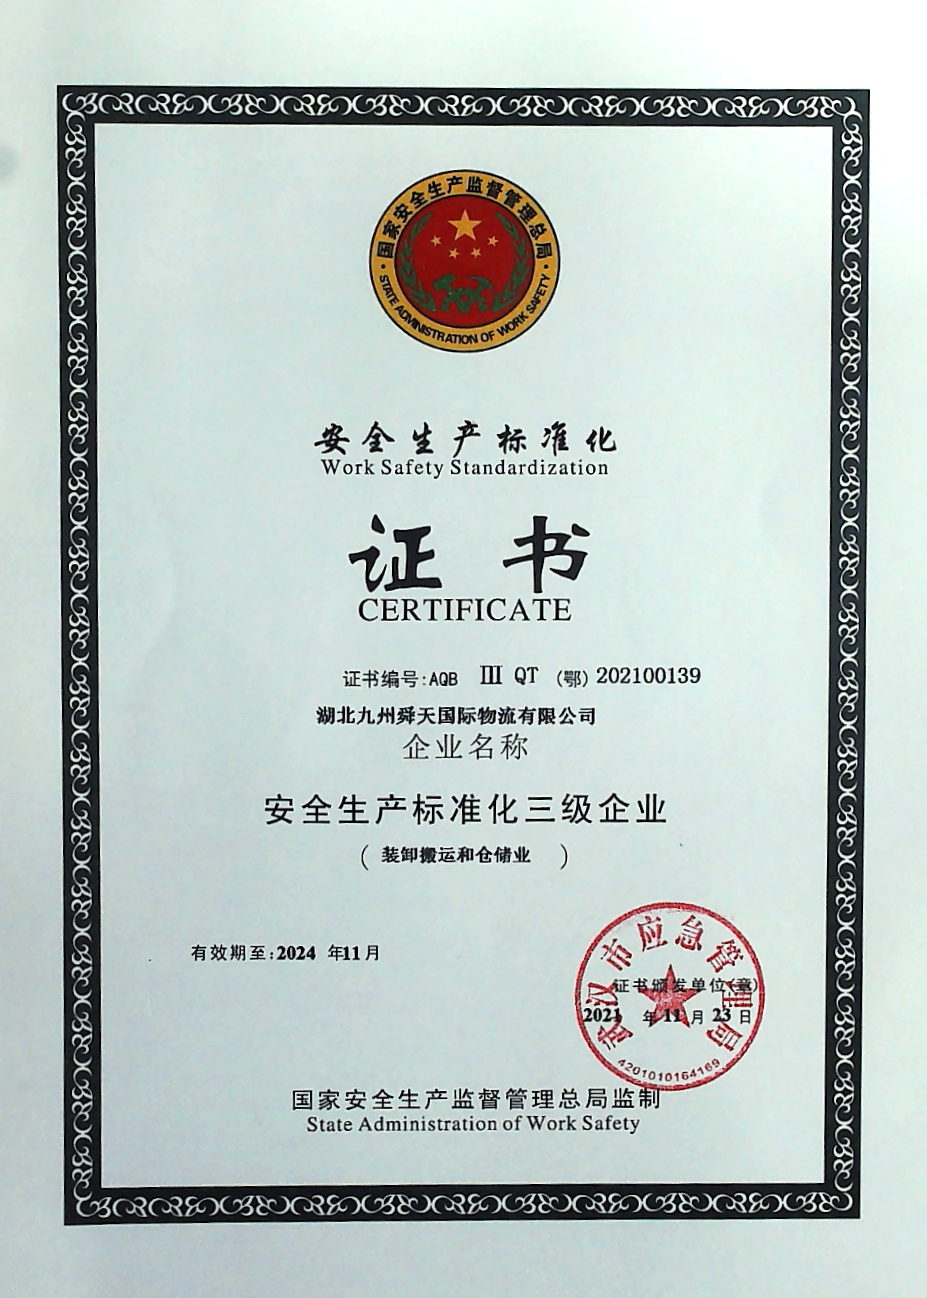 国家安全生产监督管理总局
STATE ADMINISTRATION OF WORK SAFETY
安全生产标准化
Work Safety Standardization
证书
CERTIFICATE
证书编号:AQB Ⅲ QT (鄂) 202100139
湖北九州舜天国际物流有限公司
企业名称
安全生产标准化三级企业
( 装卸搬运和仓储业 )
有效期至:2024 年11月
武汉市应急管理局
证书颁发单位(章)
2021 年 11 月 23 日
4201010164169
国家安全生产监督管理总局监制
State Administration of Work Safety